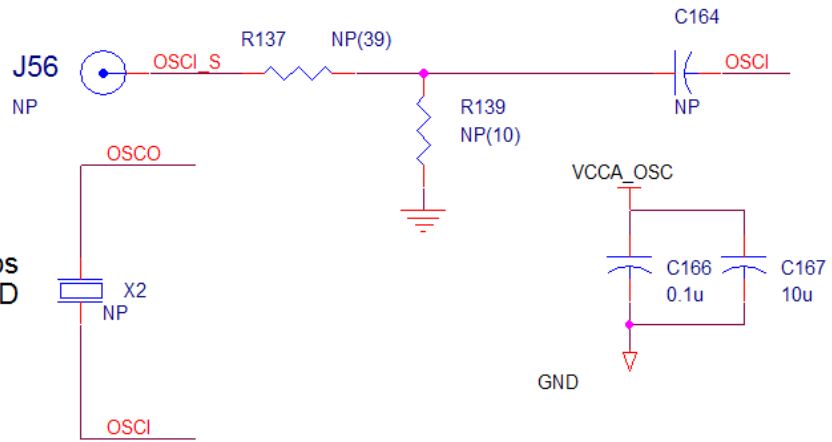 C164
R137 NP(39)
J56 OSCI_S OSCI
NP
R139 NP
NP(10)
OSCO
VCCA_OSC
X2 C166 C167
NP 0.1u 10u
GND
OSCI